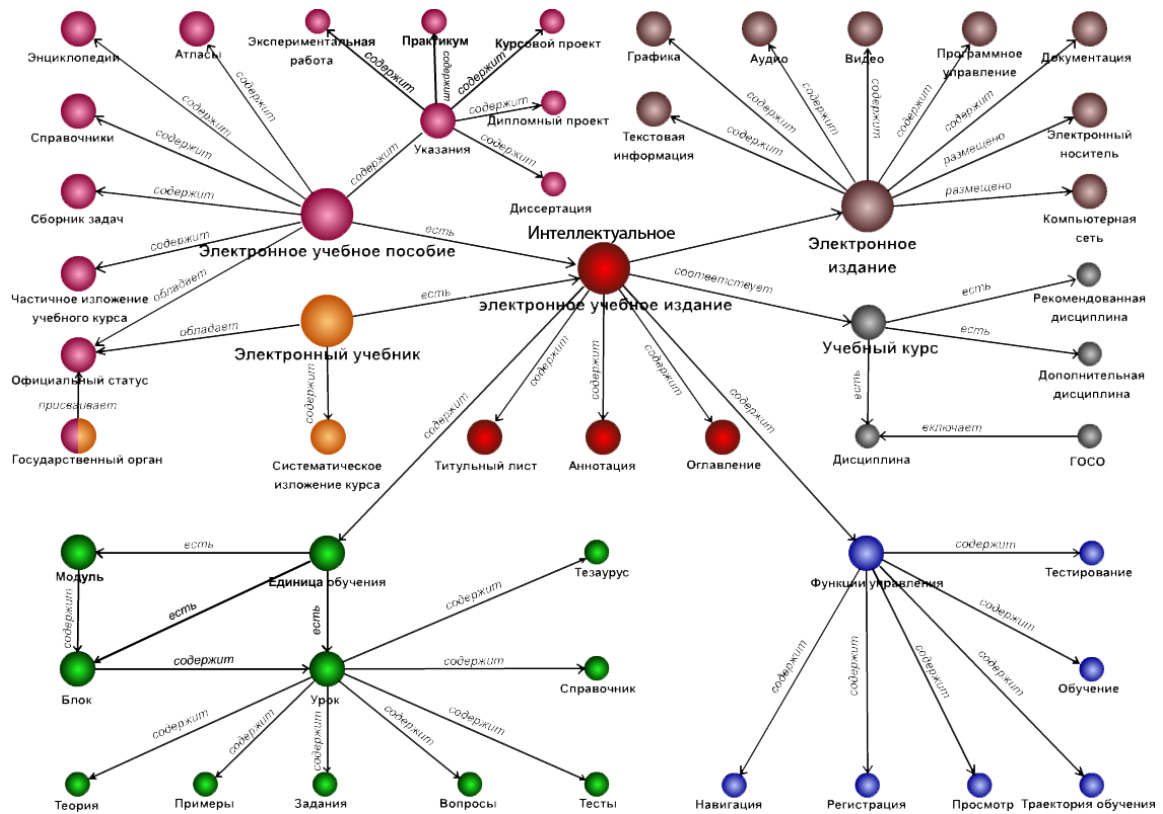 Энциклопедии
Атласы
Экспериментальная
работа
Практикум
Курсовой проект
содержит
содержит
содержит
содержит
содержит
содержит
Дипломный проект
Указания
содержит
Диссертация
Справочники
содержит
содержит
Сборник задач
содержит
Электронное учебное пособие
содержит
Частичное изложение
учебного курса
обладает
есть
Графика
Аудио
Видео
Программное
управление
Документация
содержит
содержит
содержит
содержит
содержит
Текстовая
информация
содержит
размещено
Электронный
носитель
размещено
Компьютерная
сеть
Электронное
издание
Интеллектуальное
электронное учебное издание
соответствует
есть
Рекомендованная
дисциплина
Учебный курс
есть
Дополнительная
дисциплина
есть
Дисциплина
включает
ГОСО
есть
обладает
Электронный учебник
Официальный статус
присваивает
Государственный орган
содержит
Систематическое
изложение курса
содержит
содержит
содержит
содержит
содержит
Титульный лист
Аннотация
Оглавление
есть
Модуль
Единица обучения
содержит
есть
есть
содержит
Тезаурус
Блок
содержит
Урок
содержит
Справочник
содержит
содержит
содержит
содержит
содержит
Теория
Примеры
Задания
Вопросы
Тесты
Функции управления
содержит
Тестирование
содержит
Обучение
содержит
содержит
содержит
содержит
Навигация
Регистрация
Просмотр
Траектория обучения